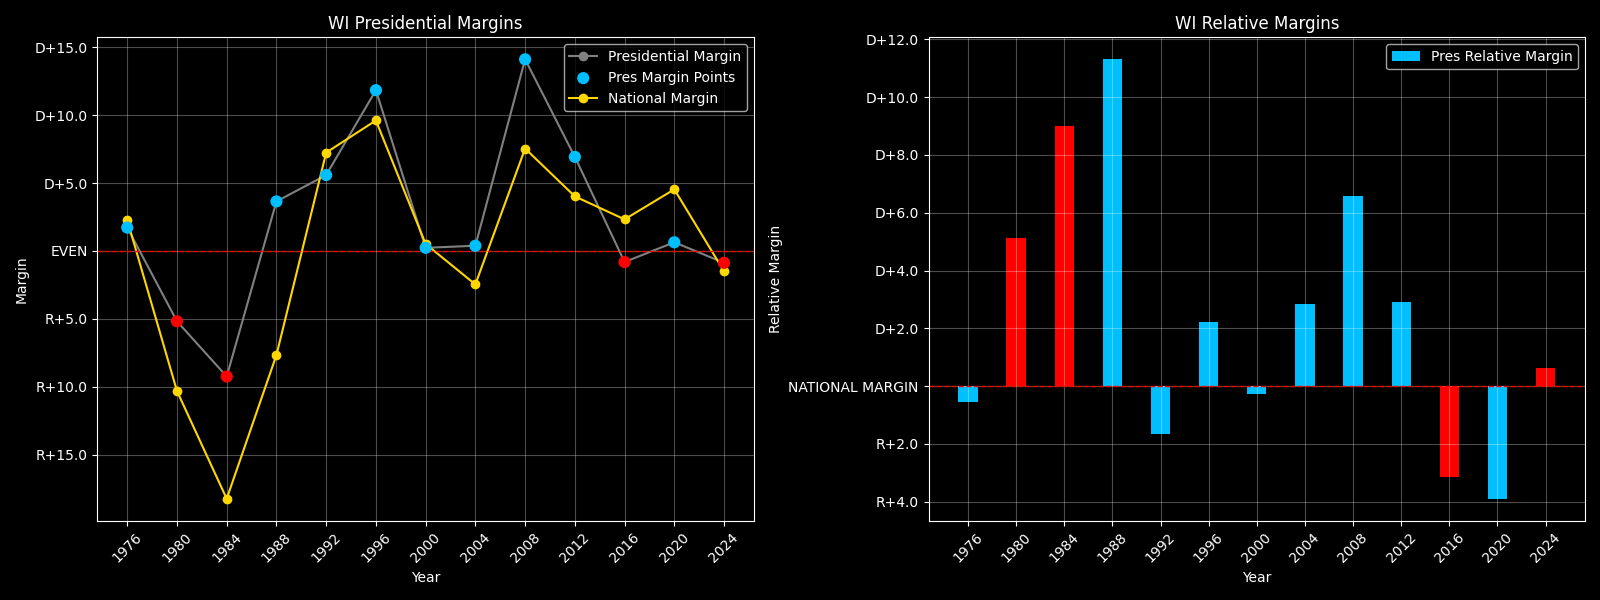 WI Presidential Margins
D+15.0
D+10.0
D+5.0
EVEN
R+5.0
R+10.0
R+15.0
Margin
Presidential Margin
Pres Margin Points
National Margin
1976
1980
1984
1988
1992
1996
2000
2004
2008
2012
2016
2020
2024
Year
WI Relative Margins
D+12.0
D+10.0
D+8.0
D+6.0
D+4.0
D+2.0
NATIONAL MARGIN
R+2.0
R+4.0
Relative Margin
Pres Relative Margin
1976
1980
1984
1988
1992
1996
2000
2004
2008
2012
2016
2020
2024
Year